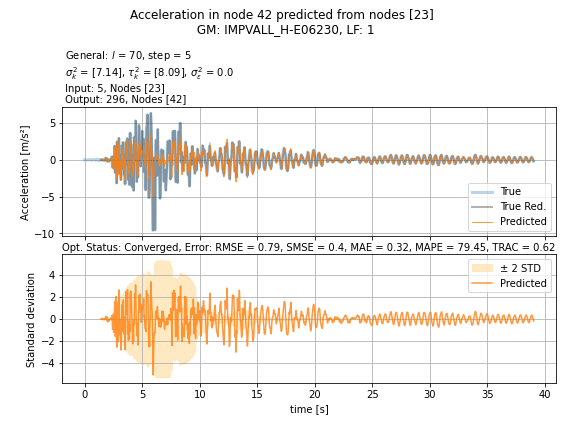 Acceleration in node 42 predicted from nodes [23]
GM: IMPVALL_H-E06230, LF: 1
General: l = 70, step = 5
σ²ₖ = [7.14], τ²ₖ = [8.09], σ²ε = 0.0
Input: 5, Nodes [23]
Output: 296, Nodes [42]
Acceleration [m/s²]
5
0
−5
−10
True
True Red.
Predicted
Opt. Status: Converged, Error: RMSE = 0.79, SMSE = 0.4, MAE = 0.32, MAPE = 79.45, TRAC = 0.62
Standard deviation
4
2
0
−2
−4
± 2 STD
Predicted
0 5 10 15 20 25 30 35 40
time [s]